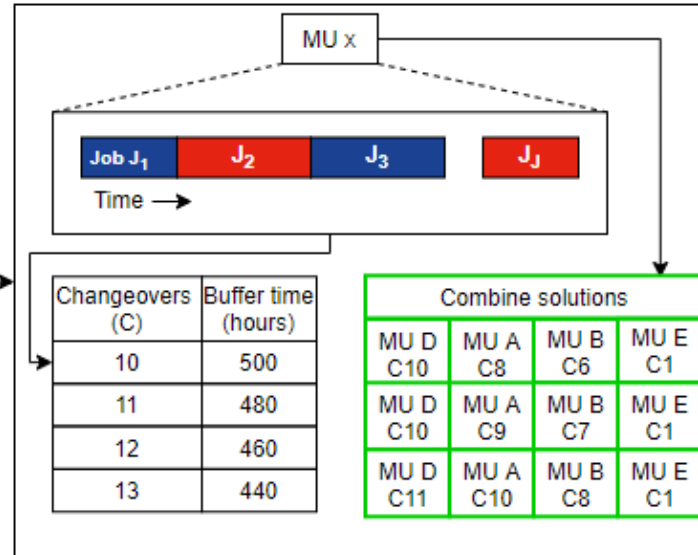 MU x
Job J₁ J₂ J₃ J_J
Time
Changeovers (C) Buffer time (hours)
10 500
11 480
12 460
13 440
Combine solutions
MU D C10 MU A C8 MU B C6 MU E C1
MU D C10 MU A C9 MU B C7 MU E C1
MU D C11 MU A C10 MU B C8 MU E C1